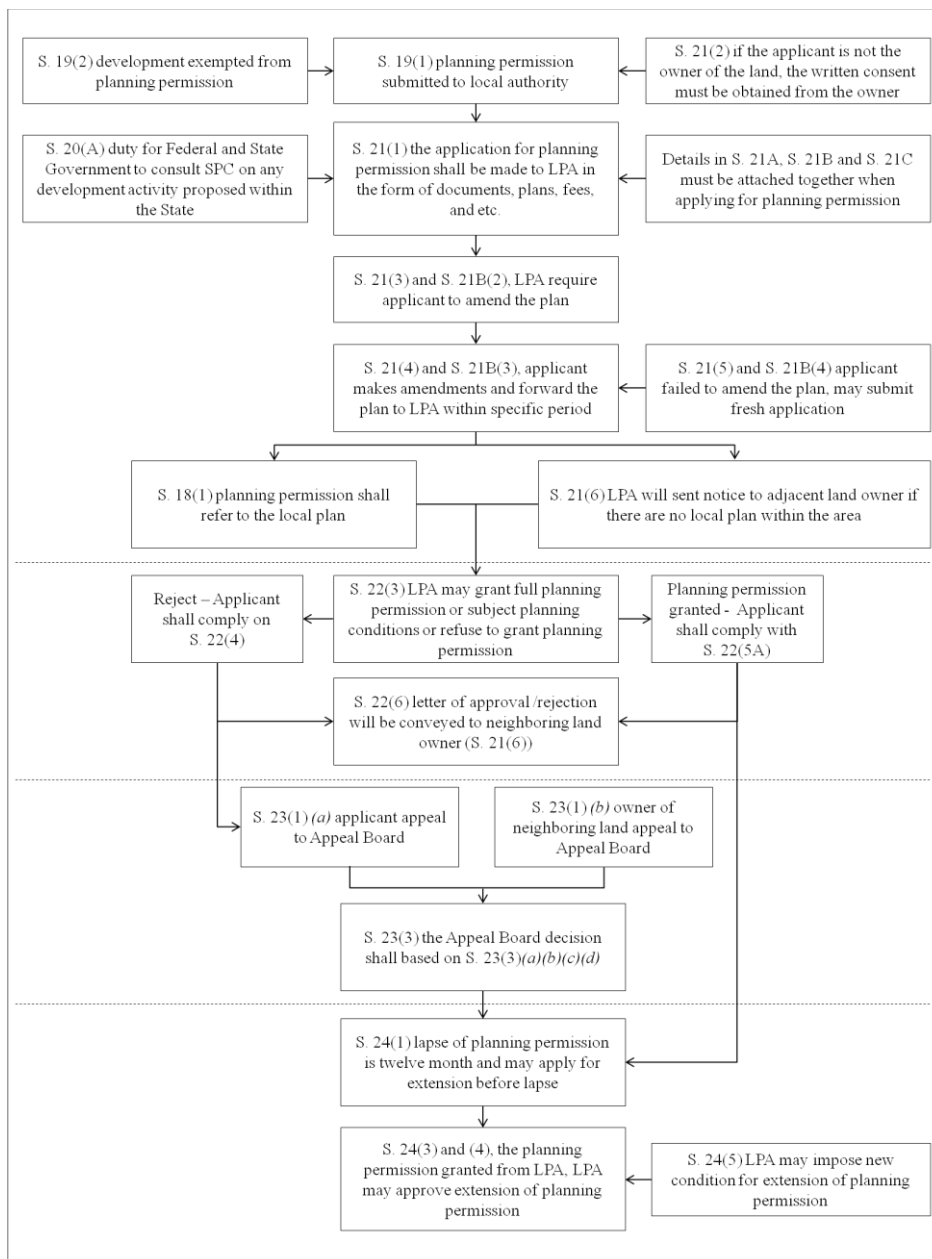 S. 19(2) development exempted from
planning permission
S. 19(1) planning permission
submitted to local authority
S. 21(2) if the applicant is not the
owner of the land, the written consent
must be obtained from the owner
S. 20(A) duty for Federal and State
Government to consult SPC on any
development activity proposed within
the State
S. 21(1) the application for planning
permission shall be made to LPA in
the form of documents, plans, fees,
and etc.
Details in S. 21A, S. 21B and S. 21C
must be attached together when
applying for planning permission
S. 21(3) and S. 21B(2), LPA require
applicant to amend the plan
S. 21(4) and S. 21B(3), applicant
makes amendments and forward the
plan to LPA within specific period
S. 21(5) and S. 21B(4) applicant
failed to amend the plan, may submit
fresh application
S. 18(1) planning permission shall
refer to the local plan
S. 21(6) LPA will sent notice to adjacent land owner if
there are no local plan within the area
Reject – Applicant
shall comply on
S. 22(4)
S. 22(3) LPA may grant full planning
permission or subject planning
conditions or refuse to grant planning
permission
Planning permission
granted - Applicant
shall comply with
S. 22(5A)
S. 22(6) letter of approval /rejection
will be conveyed to neighboring land
owner (S. 21(6))
S. 23(1) (a) applicant appeal
to Appeal Board
S. 23(1) (b) owner of
neighboring land appeal to
Appeal Board
S. 23(3) the Appeal Board decision
shall based on S. 23(3)(a)(b)(c)(d)
S. 24(1) lapse of planning permission
is twelve month and may apply for
extension before lapse
S. 24(3) and (4), the planning
permission granted from LPA, LPA
may approve extension of planning
permission
S. 24(5) LPA may impose new
condition for extension of planning
permission